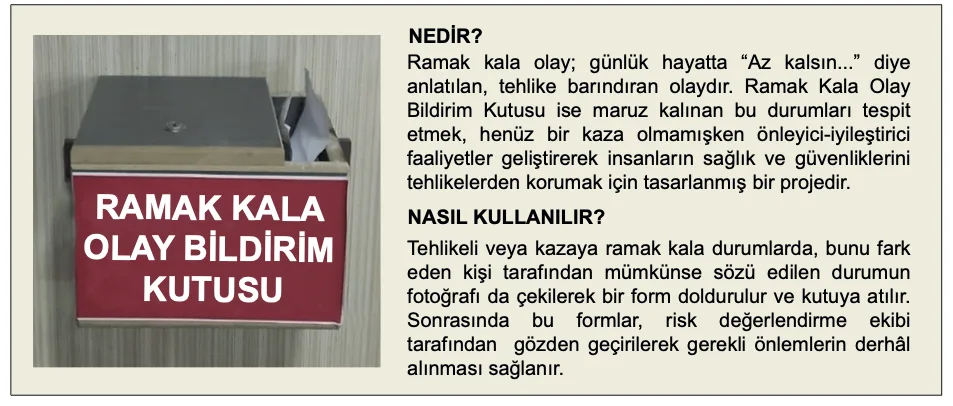 RAMAK KALA
OLAY BİLDİRİM
KUTUSU
NEDİR?
Ramak kala olay; günlük hayatta “Az kalsın...” diye
anlatılan, tehlike barındıran olaydır. Ramak Kala Olay
Bildirim Kutusu ise maruz kalınan bu durumları tespit
etmek, henüz bir kaza olmamışken önleyici-iyileştirici
faaliyetler geliştirerek insanların sağlık ve güvenliklerini
tehlikelerden korumak için tasarlanmış bir projedir.
NASIL KULLANILIR?
Tehlikeli veya kazaya ramak kala durumlarda, bunu fark
eden kişi tarafından mümkünse sözü edilen durumun
fotoğrafı da çekilerek bir form doldurulur ve kutuya atılır.
Sonrasında bu formlar, risk değerlendirme ekibi
tarafından gözden geçirilerek gerekli önlemlerin derhâl
alınması sağlanır.